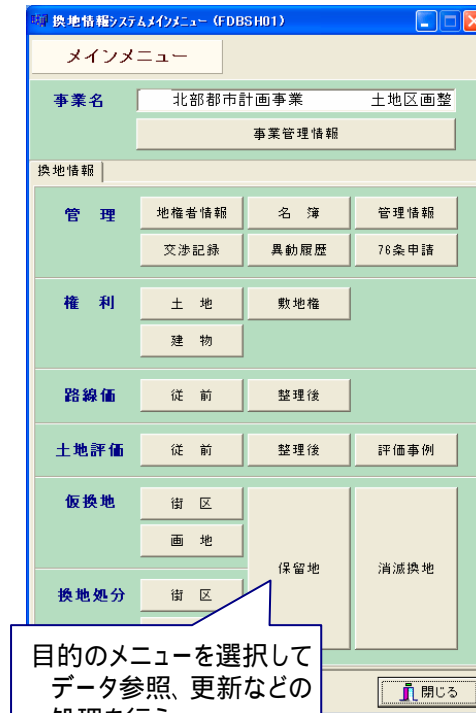 換地情報システムメインメニュー (FDBSH01)
メインメニュー
事業名 北部都市計画事業 土地区画整
事業管理情報
換地情報
管 理 地権者情報 名 簿 管理情報
交渉記録 異動履歴 76条申請
権 利 土 地 敷地権
建 物
路線価 従 前 整理後
土地評価 従 前 整理後 評価事例
仮換地 街 区
画 地
保留地 消滅換地
換地処分 街 区
目的のメニューを選択して
データ参照、更新などの
処理を行う
閉じる